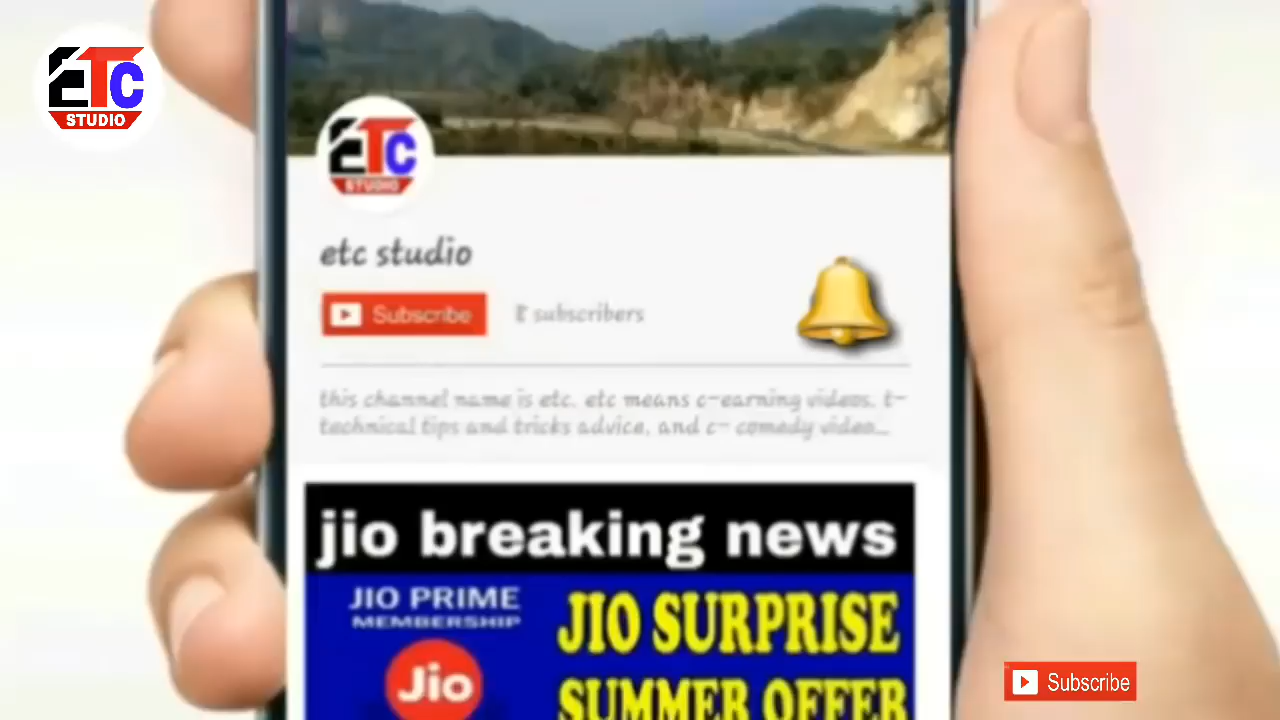 ETC
STUDIO
ETC
STUDIO
etc studio
Subscribe
8 subscribers
this channel name is etc. etc means c-earning videos, t-
technical tips and tricks advice, and c- comedy video...
jio breaking news
JIO PRIME
MEMBERSHIP
JIO SURPRISE
Jio
SUMMER OFFER
Subscribe